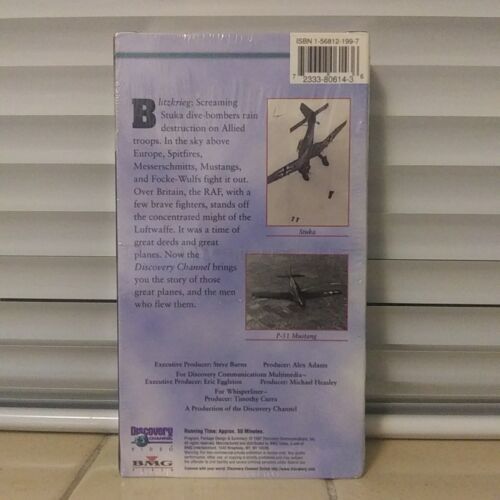 ISBN 1-56812-199-7
7 23333-80614-3 6
Blitzkrieg: Screaming
Stuka dive-bombers rain
destruction on Allied
troops. In the sky above
Europe, Spitfires,
Messerschmitts, Mustangs,
and Focke-Wulfs fight it out.
Over Britain, the RAF, with a
few brave fighters, stands off
the concentrated might of the
Luftwaffe. It was a time of
great deeds and great
planes. Now the
Discovery Channel brings
you the story of those
great planes, and the men
who flew them.
Stuka
P-51 Mustang
Executive Producer: Steve Burns Producer: Alex Adams
For Discovery Communications Multimedia~
Executive Producer: Eric Eggleton Producer: Michael Heasley
For Whisperliner~
Producer: Timothy Curra
A Production of the Discovery Channel
Discovery
CHANNEL
VIDEO
BMG
Running Time: Approx. 50 Minutes.